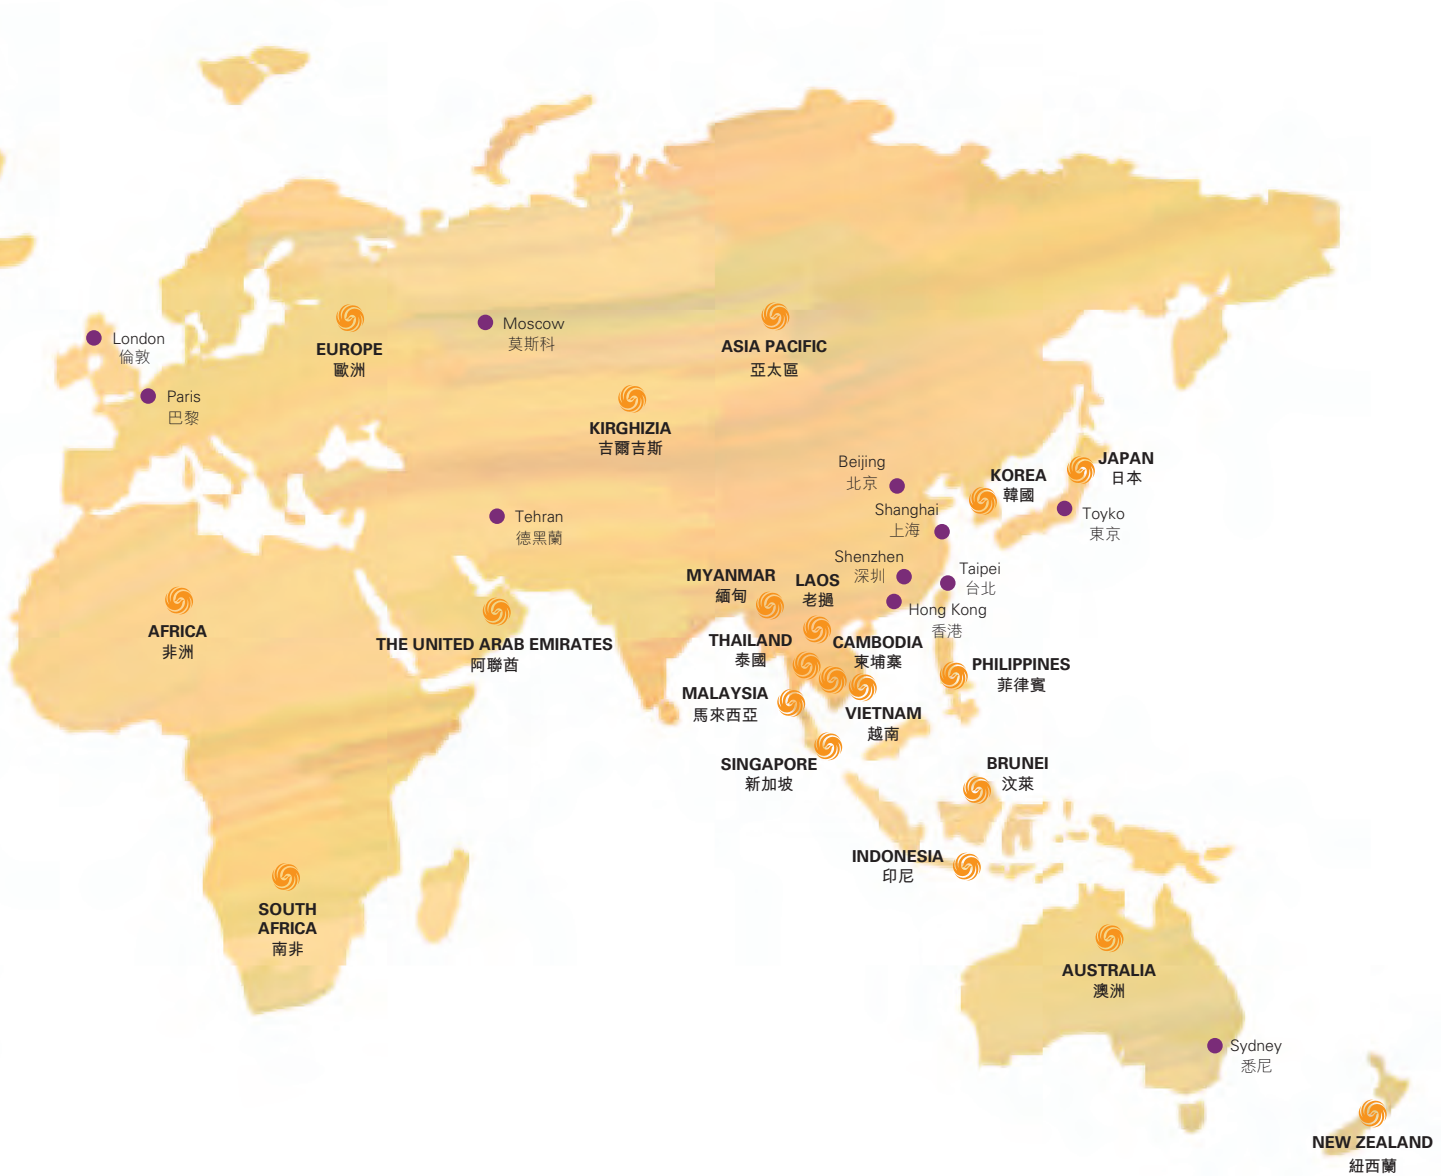 London
倫敦
Paris
巴黎
EUROPE
歐洲
Moscow
莫斯科
ASIA PACIFIC
亞太區
KIRGHIZIA
吉爾吉斯
Tehran
德黑蘭
Beijing
北京
Shanghai
上海
KOREA
韓國
JAPAN
日本
Toyko
東京
Shenzhen
深圳
Taipei
台北
Hong Kong
香港
MYANMAR
緬甸
LAOS
老撾
AFRICA
非洲
THE UNITED ARAB EMIRATES
阿聯酋
THAILAND
泰國
CAMBODIA
柬埔寨
PHILIPPINES
菲律賓
MALAYSIA
馬來西亞
VIETNAM
越南
SINGAPORE
新加坡
BRUNEI
汶萊
INDONESIA
印尼
SOUTH
AFRICA
南非
AUSTRALIA
澳洲
Sydney
悉尼
NEW ZEALAND
紐西蘭